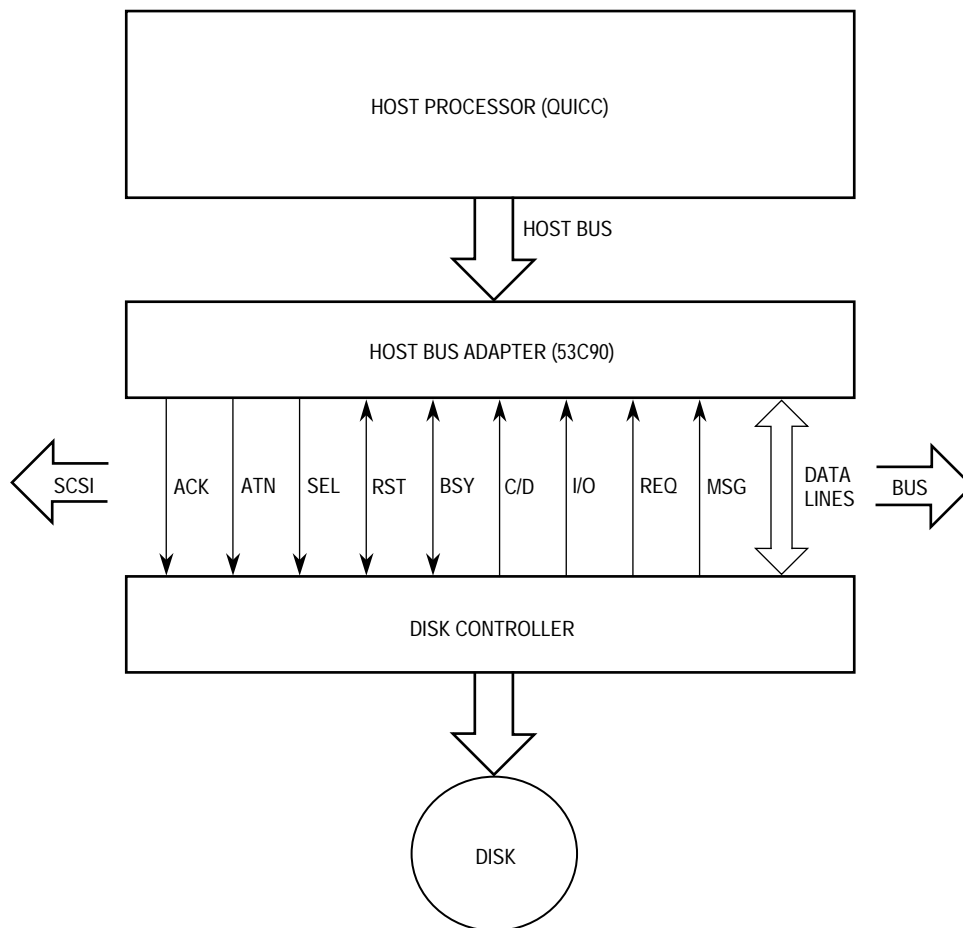 HOST PROCESSOR (QUICC)
HOST BUS
HOST BUS ADAPTER (53C90)
SCSI
ACK
ATN
SEL
RST
BSY
C/D
I/O
REQ
MSG
DATA
LINES
BUS
DISK CONTROLLER
DISK